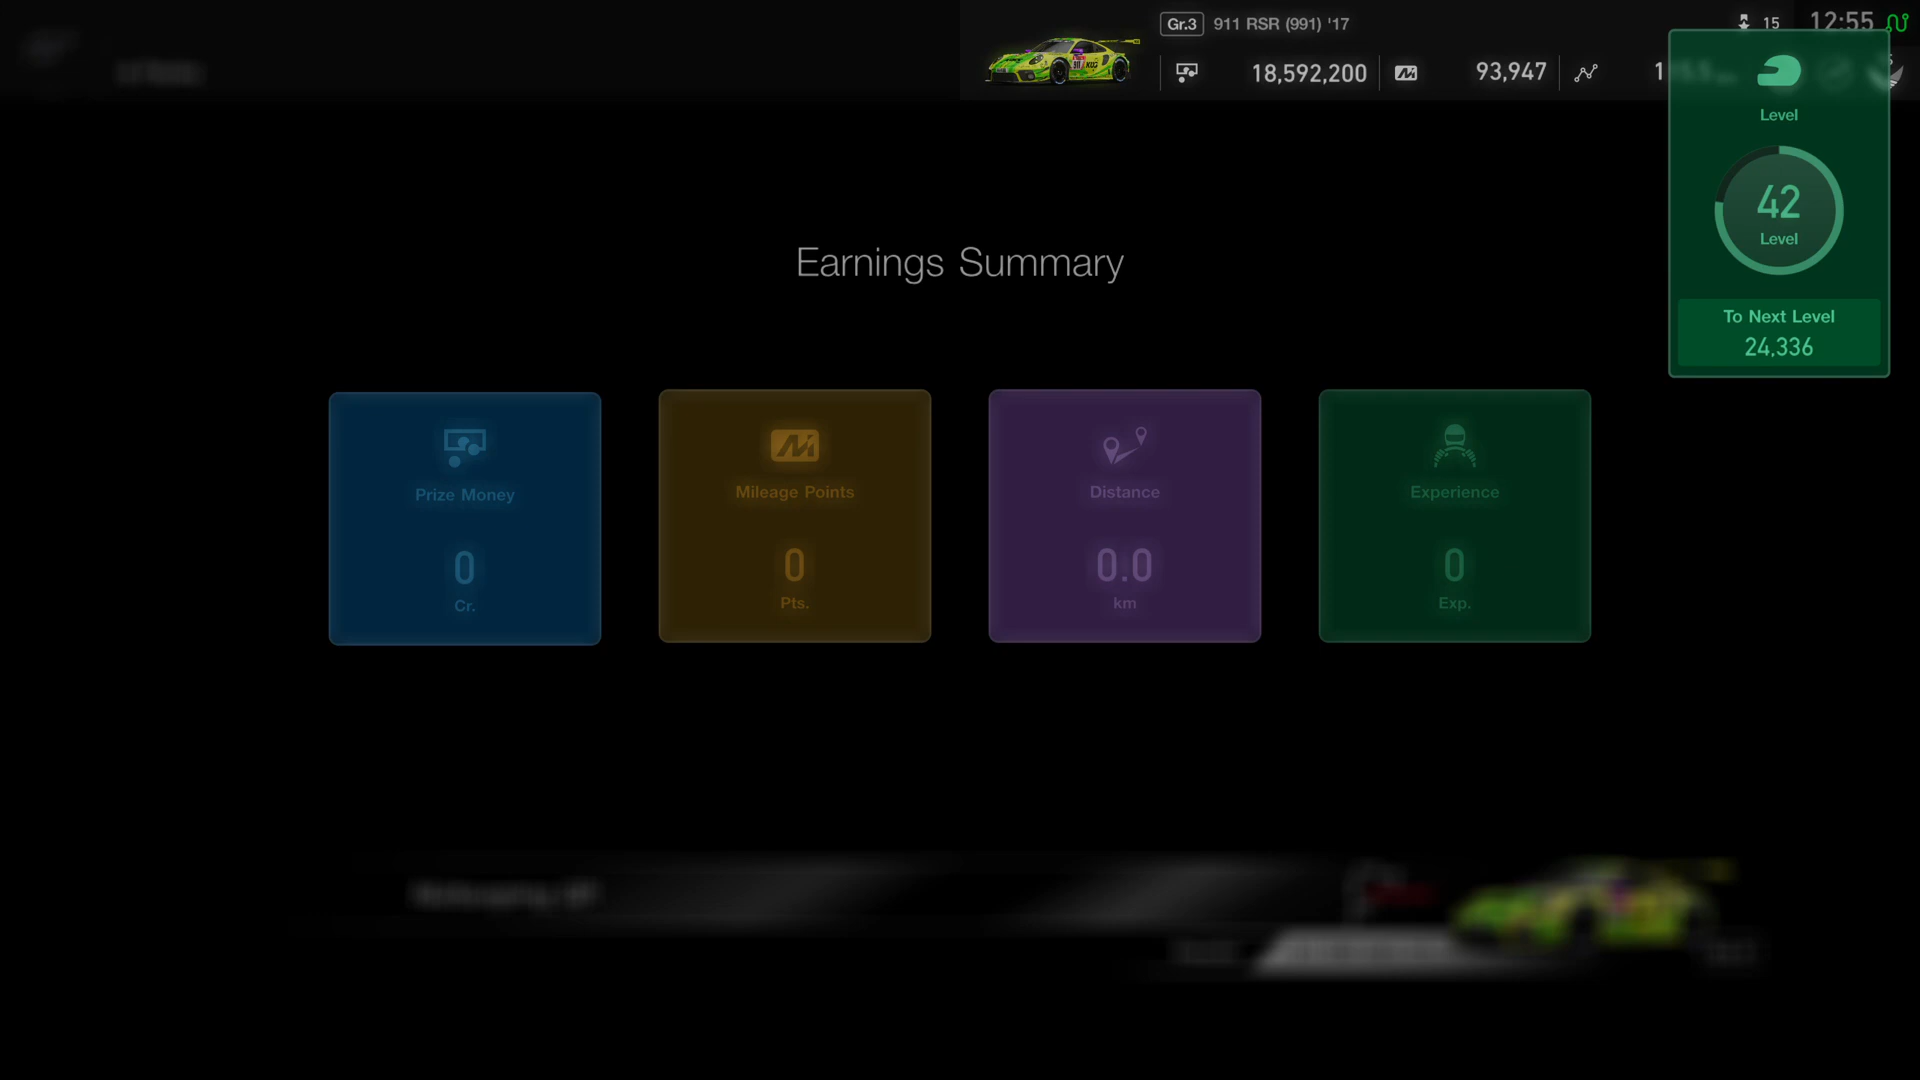 Gr.3 911 RSR (991) '17
15 12:55
18,592,200 93,947
Level
42
Level
To Next Level
24,336
Earnings Summary
Prize Money
0
Cr.
Mileage Points
0
Pts.
Distance
0.0
km
Experience
0
Exp.